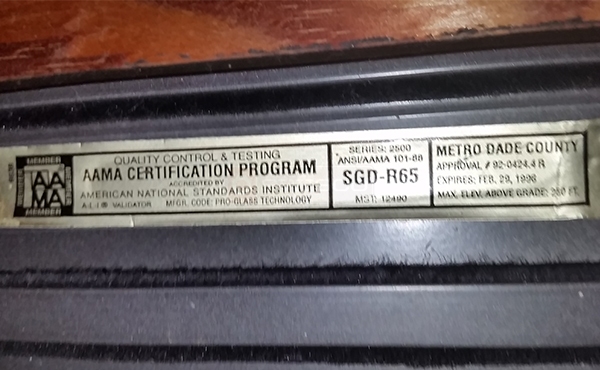 MEMBER
AA
MA
MEMBER
QUALITY CONTROL & TESTING
AAMA CERTIFICATION PROGRAM
ACCREDITED BY
AMERICAN NATIONAL STANDARDS INSTITUTE
A.L.I ® VALIDATOR MFGR. CODE: PRO-GLASS TECHNOLOGY
SERIES: 2500
ANSI/AAMA 101-88
SGD-R65
MST: 12490
METRO DADE COUNTY
APPROVAL # 92-0424.4 R
EXPIRES: FEB. 29, 1996
MAX. ELEV. ABOVE GRADE: FT.